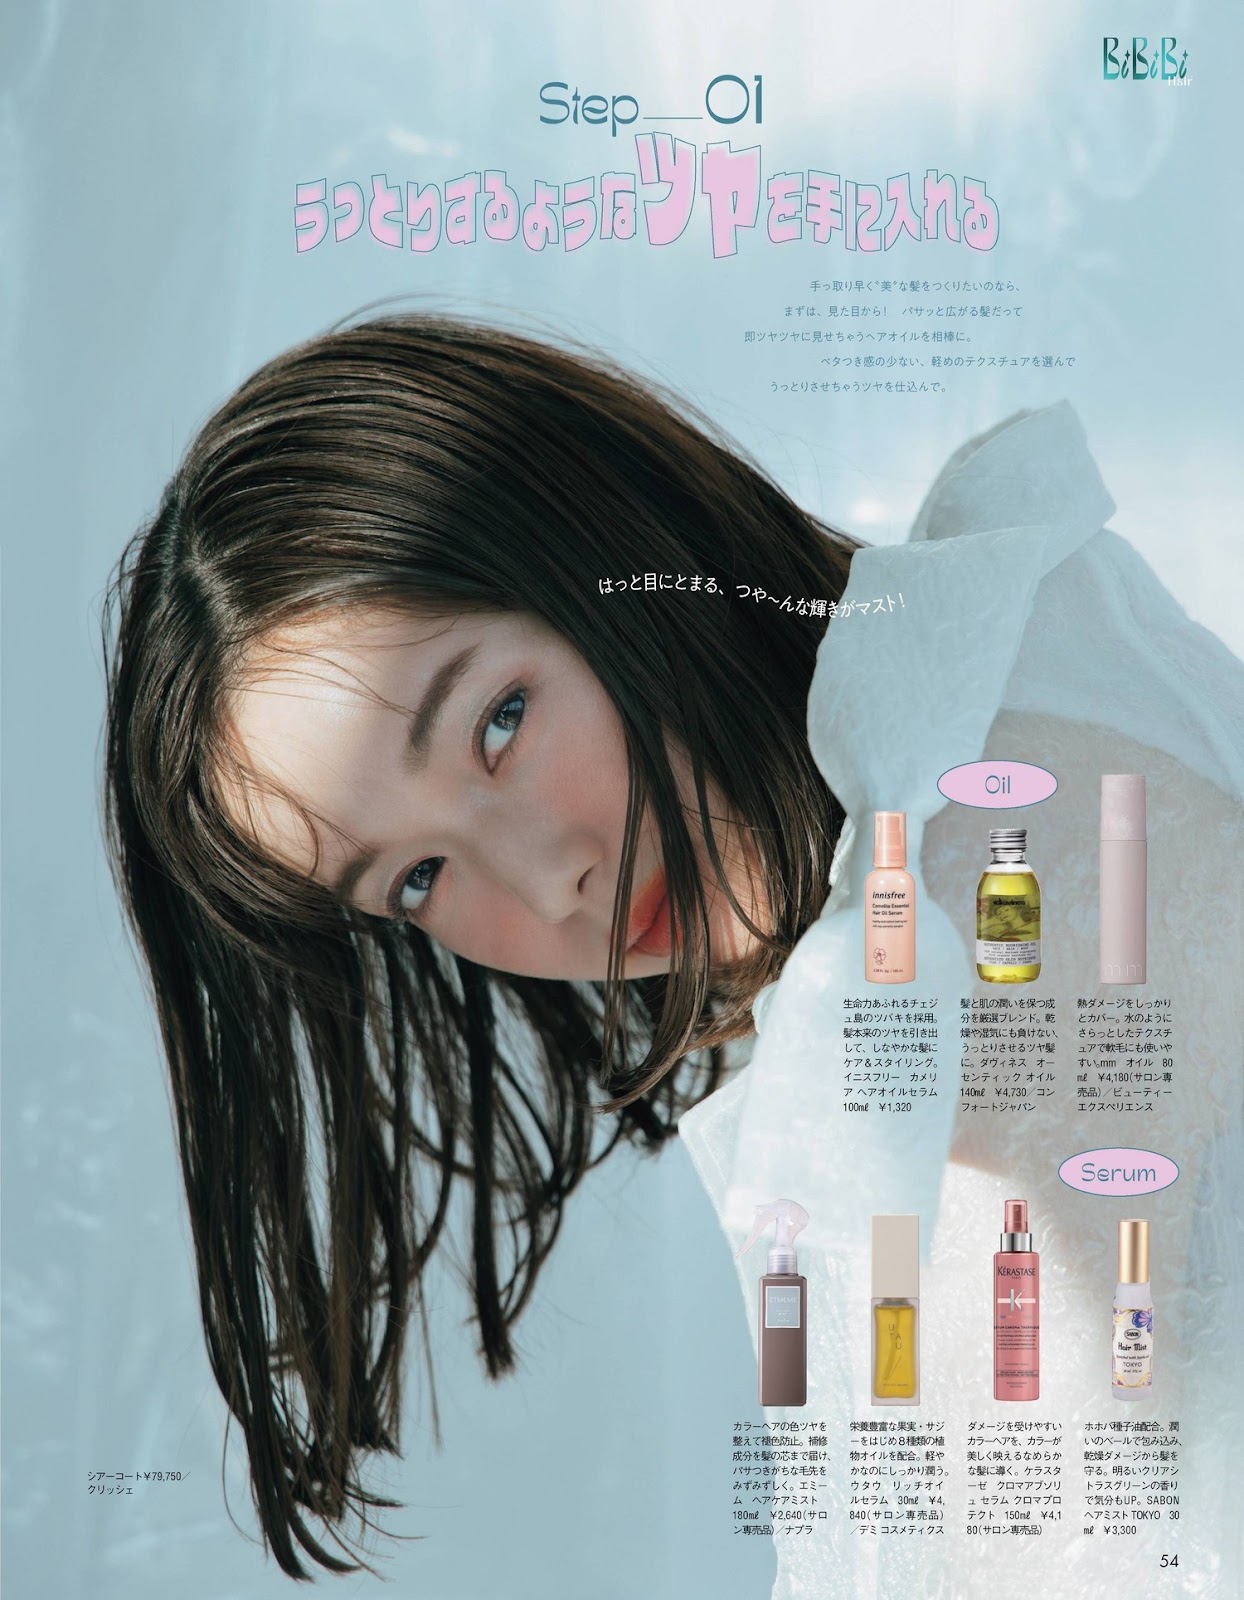 BiBiBi
Hair
Step__01
うっとりするようなツヤを手に入れる
手っ取り早く“美”な髪をつくりたいのなら、
まずは、見た目から！　パサッと広がる髪だって
即ツヤツヤに見せちゃうヘアオイルを相棒に。
ベタつき感の少ない、軽めのテクスチュアを選んで
うっとりさせちゃうツヤを仕込んで。
はっと目にとまる、つや〜んな輝きがマスト！
Oil
innisfree
Camellia Essential
Hair Oil Serum
AUTHENTIC NOURISHING OIL
mm
生命力あふれるチェジ
ュ島のツバキを採用。
髪本来のツヤを引き出
して、しなやかな髪に
ケア＆スタイリング。
イニスフリー　カメリ
ア ヘアオイルセラム
100㎖　￥1,320
髪と肌の潤いを保つ成
分を厳選ブレンド。乾
燥や湿気にも負けない、
うっとりさせるツヤ髪
に。ダヴィネス　オー
センティック オイル
140㎖　￥4,730／コン
フォートジャパン
熱ダメージをしっかり
とカバー。水のように
さらっとしたテクスチ
ュアで軟毛にも使いや
すい。mm　オイル　80
㎖　￥4,180（サロン専
売品）／ビューティー
エクスペリエンス
Serum
UTAU
KÉRASTASE
PARIS
SABON
Hair Mist
TOKYO
カラーヘアの色ツヤを
整えて褪色防止。補修
成分を髪の芯まで届け、
パサつきがちな毛先を
みずみずしく。エミー
ム　ヘアケアミスト
180㎖　￥2,640（サロ
ン専売品）／ナプラ
栄養豊富な果実・サジ
ーをはじめ８種類の植
物オイルを配合。軽や
かなのにしっかり潤う。
ウタウ　リッチオイ
ルセラム　30㎖　￥4,
840（サロン専売品）
／デミ コスメティクス
ダメージを受けやすい
カラーヘアを、カラーが
美しく映えるなめらか
な髪に導く。ケラスタ
ーゼ　クロマアブソリ
ュ セラム クロマプロ
テクト　150㎖　￥4,1
80（サロン専売品）
ホホバ種子油配合。潤
いのベールで包み込み、
乾燥ダメージから髪を
守る。明るいクリアシ
トラスグリーンの香り
で気分もUP。SABON
ヘアミスト TOKYO　30
㎖　￥3,300
シアーコート￥79,750／
クリッシェ
54